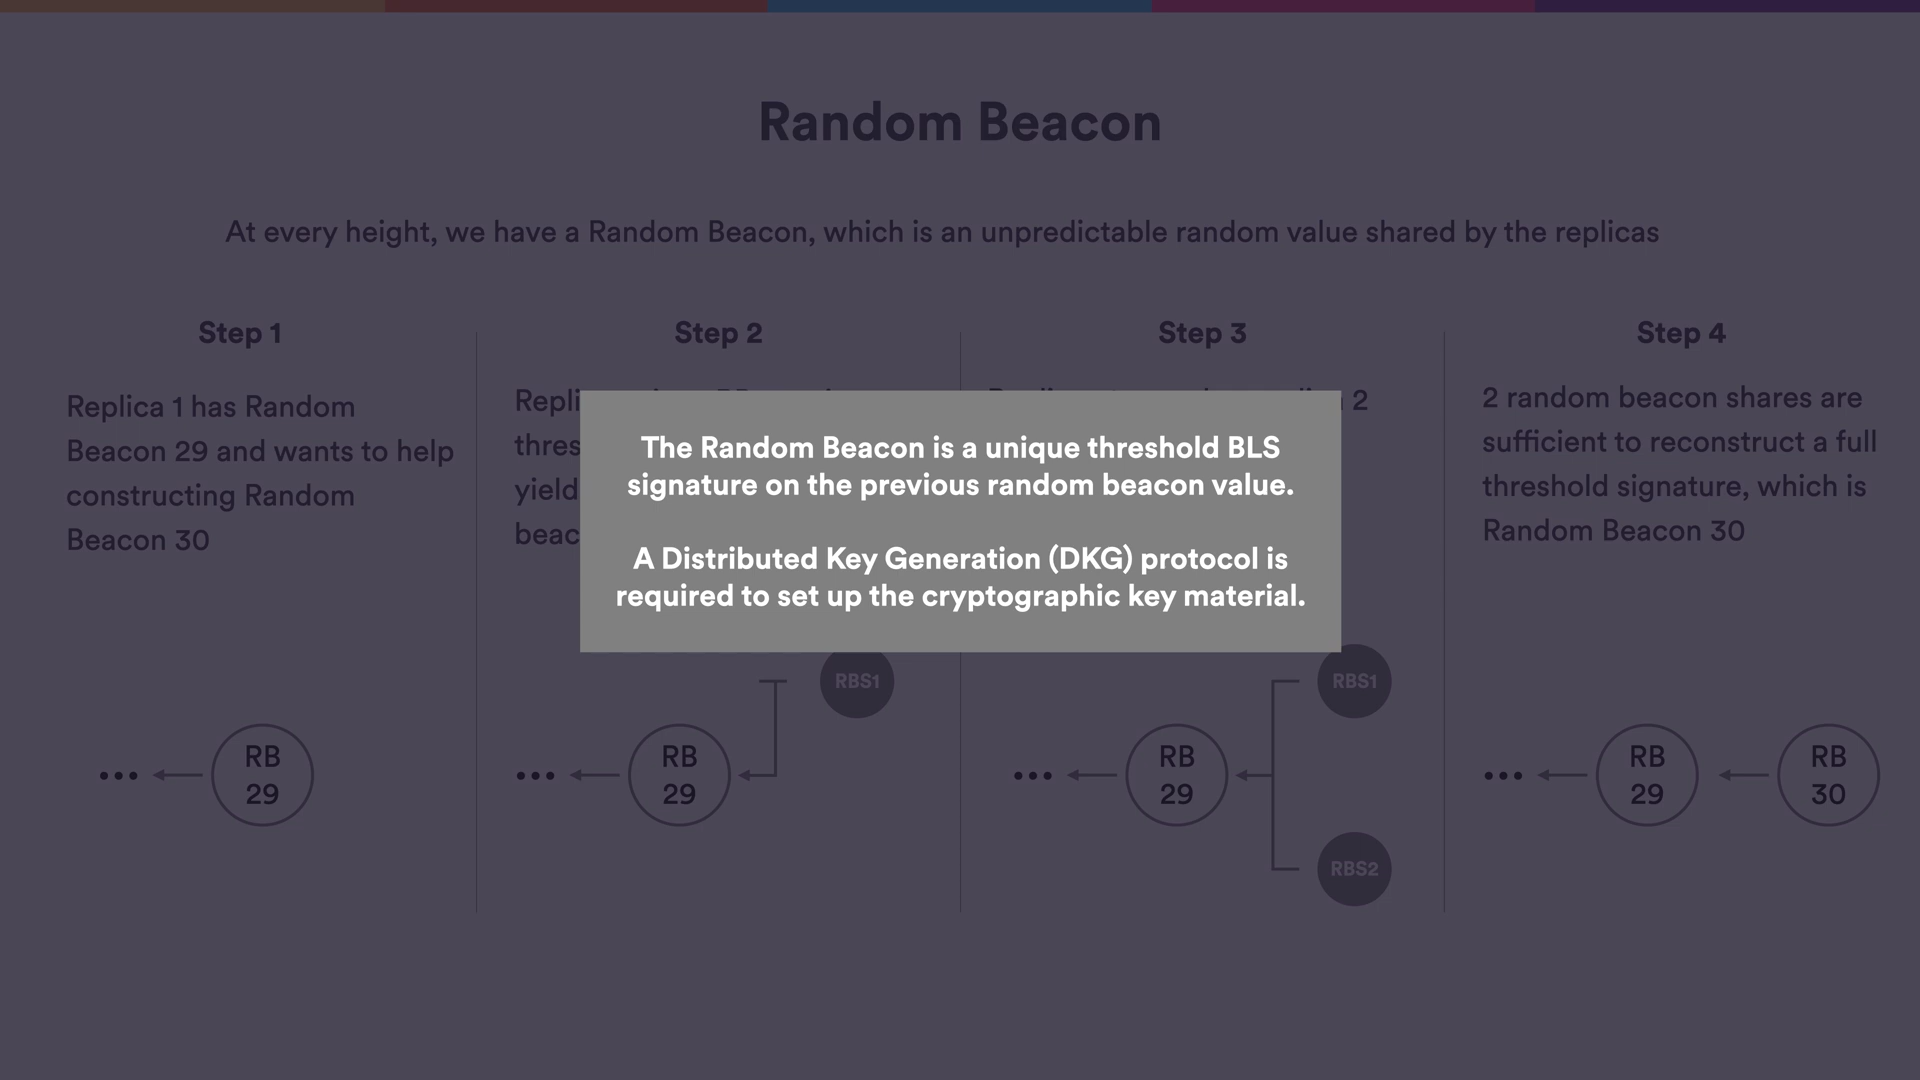 Random Beacon
At every height, we have a Random Beacon, which is an unpredictable random value shared by the replicas
Step 1
Replica 1 has Random
Beacon 29 and wants to help
constructing Random
Beacon 30
RB
29
Step 2
RBS1
RB
29
Step 3
2
RBS1
RB
29
RBS2
Step 4
2 random beacon shares are
sufficient to reconstruct a full
threshold signature, which is
Random Beacon 30
RB
29
RB
30
The Random Beacon is a unique threshold BLS
signature on the previous random beacon value.
A Distributed Key Generation (DKG) protocol is
required to set up the cryptographic key material.